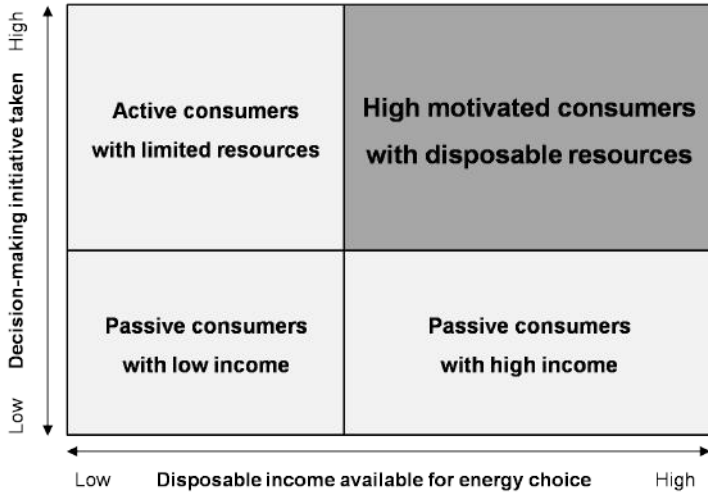 High
Decision-making initiative taken
Low
Active consumers
with limited resources
High motivated consumers
with disposable resources
Passive consumers
with low income
Passive consumers
with high income
Low
Disposable income available for energy choice
High